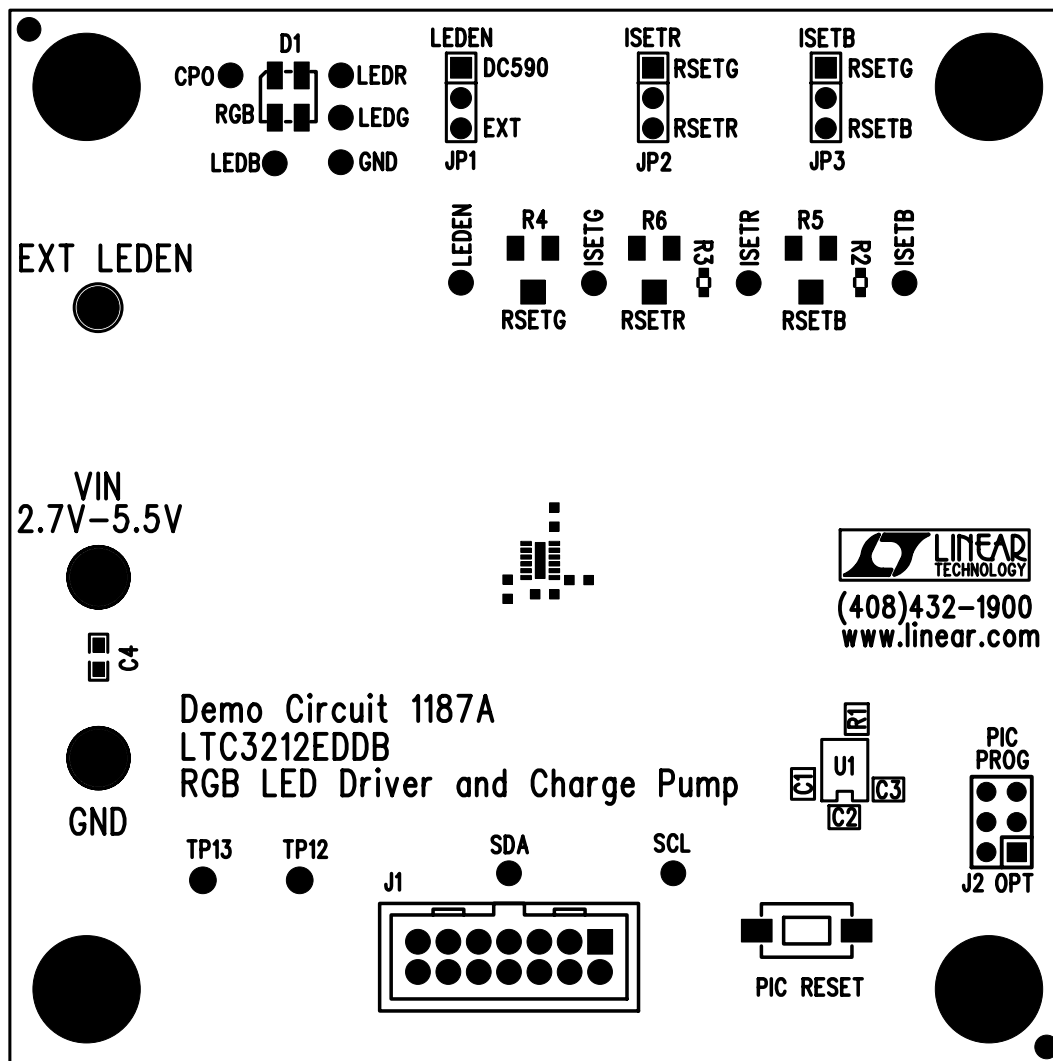 D1
CPO
LEDR
RGB
LEDG
LEDB
GND
LEDEN
DC590
EXT
JP1
ISETR
RSETG
RSETR
JP2
ISETB
RSETG
RSETB
JP3
EXT LEDEN
LEDEN
R4
RSETG
ISETG
R6
RSETR
R3
ISETR
R5
RSETB
R2
ISETB
VIN
2.7V-5.5V
C4
GND
LINEAR
TECHNOLOGY
(408)432-1900
www.linear.com
Demo Circuit 1187A
LTC3212EDDB
RGB LED Driver and Charge Pump
R1
U1
C1
C3
C2
PIC
PROG
J2 OPT
TP13
TP12
SDA
SCL
J1
PIC RESET